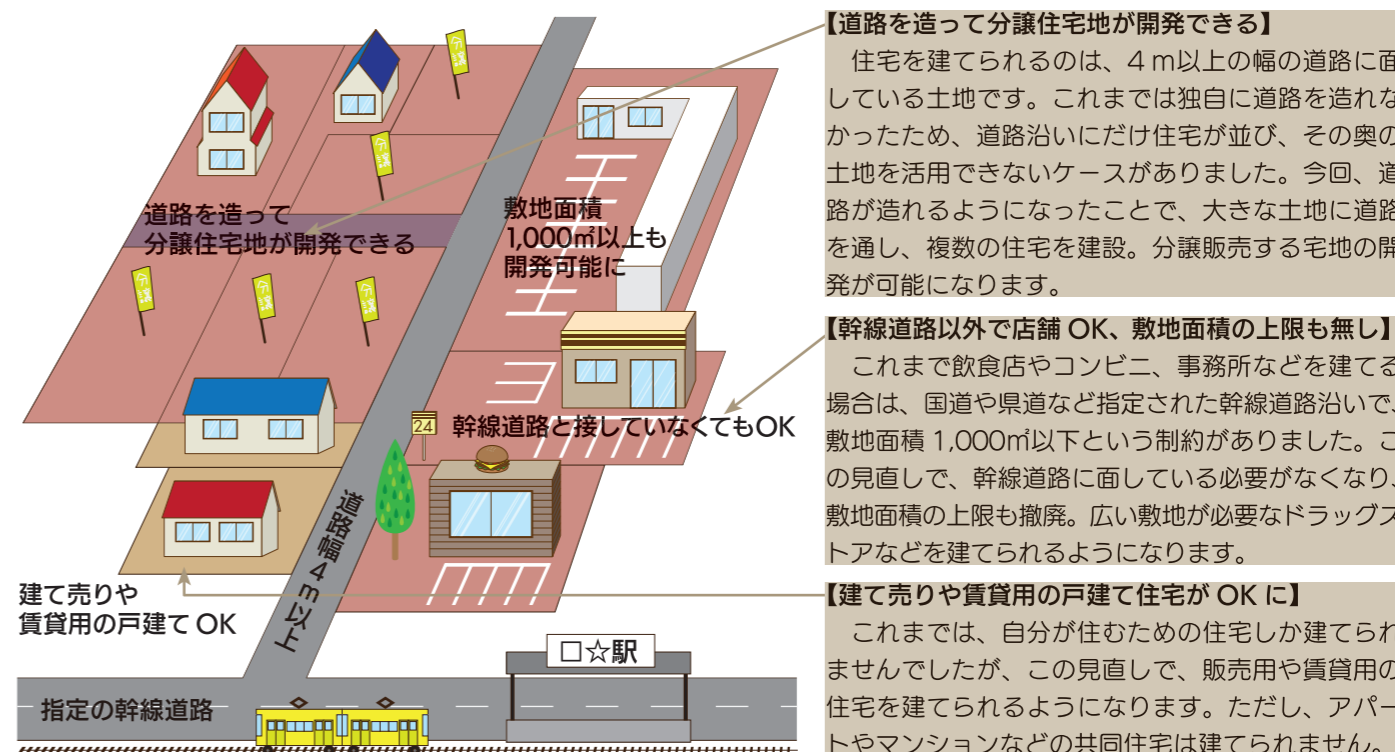 道路を造って
分譲住宅地が開発できる
敷地面積
1,000㎡以上も
開発可能に
分譲
分譲
分譲
分譲
分譲
24
幹線道路と接していなくてもOK
道路幅4m以上
建て売りや
賃貸用の戸建て OK
□☆駅
指定の幹線道路
【道路を造って分譲住宅地が開発できる】
　住宅を建てられるのは、4 m以上の幅の道路に面
している土地です。これまでは独自に道路を造れな
かったため、道路沿いにだけ住宅が並び、その奥の
土地を活用できないケースがありました。今回、道
路が造れるようになったことで、大きな土地に道路
を通し、複数の住宅を建設。分譲販売する宅地の開
発が可能になります。
【幹線道路以外で店舗 OK、敷地面積の上限も無し】
　これまで飲食店やコンビニ、事務所などを建てる
場合は、国道や県道など指定された幹線道路沿いで、
敷地面積 1,000㎡以下という制約がありました。こ
の見直しで、幹線道路に面している必要がなくなり、
敷地面積の上限も撤廃。広い敷地が必要なドラッグス
トアなどを建てられるようになります。
【建て売りや賃貸用の戸建て住宅が OK に】
　これまでは、自分が住むための住宅しか建てられ
ませんでしたが、この見直しで、販売用や賃貸用の
住宅を建てられるようになります。ただし、アパー
トやマンションなどの共同住宅は建てられません。